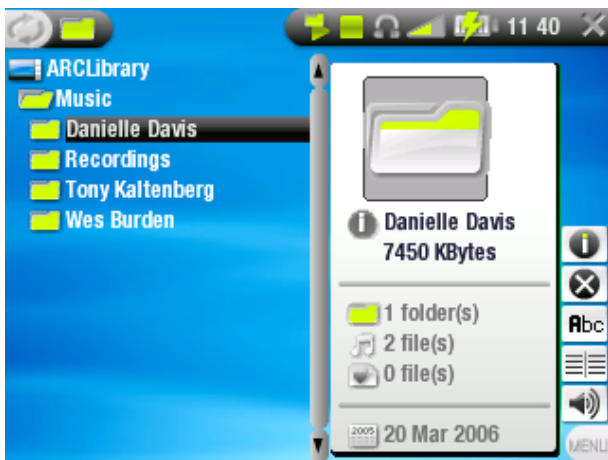 11 40
ARCLibrary
Music
Danielle Davis
Recordings
Tony Kaltenberg
Wes Burden
Danielle Davis
7450 KBytes
1 folder(s)
2 file(s)
0 file(s)
2005
20 Mar 2006
Abc
MENU